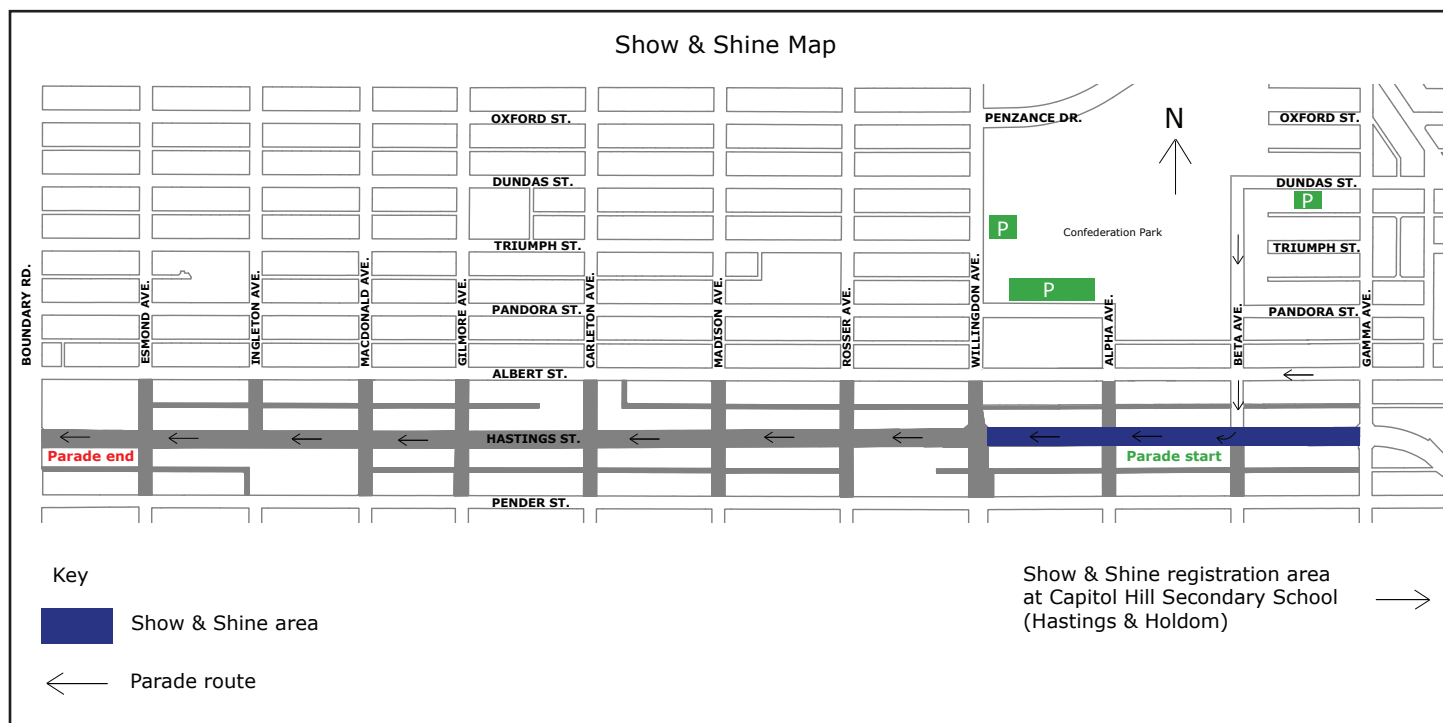 Show & Shine Map
OXFORD ST.
PENZANCE DR.
N
OXFORD ST.
DUNDAS ST.
DUNDAS ST.
P
P
Confederation Park
TRIUMPH ST.
TRIUMPH ST.
P
PANDORA ST.
PANDORA ST.
BOUNDARY RD.
ESMOND AVE.
INGLETON AVE.
MACDONALD AVE.
GILMORE AVE.
CARLETON AVE.
MADISON AVE.
ROSSER AVE.
WILLINGDON AVE.
ALPHA AVE.
BETA AVE.
GAMMA AVE.
ALBERT ST.
HASTINGS ST.
Parade end
Parade start
PENDER ST.
Key
Show & Shine area
Parade route
Show & Shine registration area
at Capitol Hill Secondary School
(Hastings & Holdom)